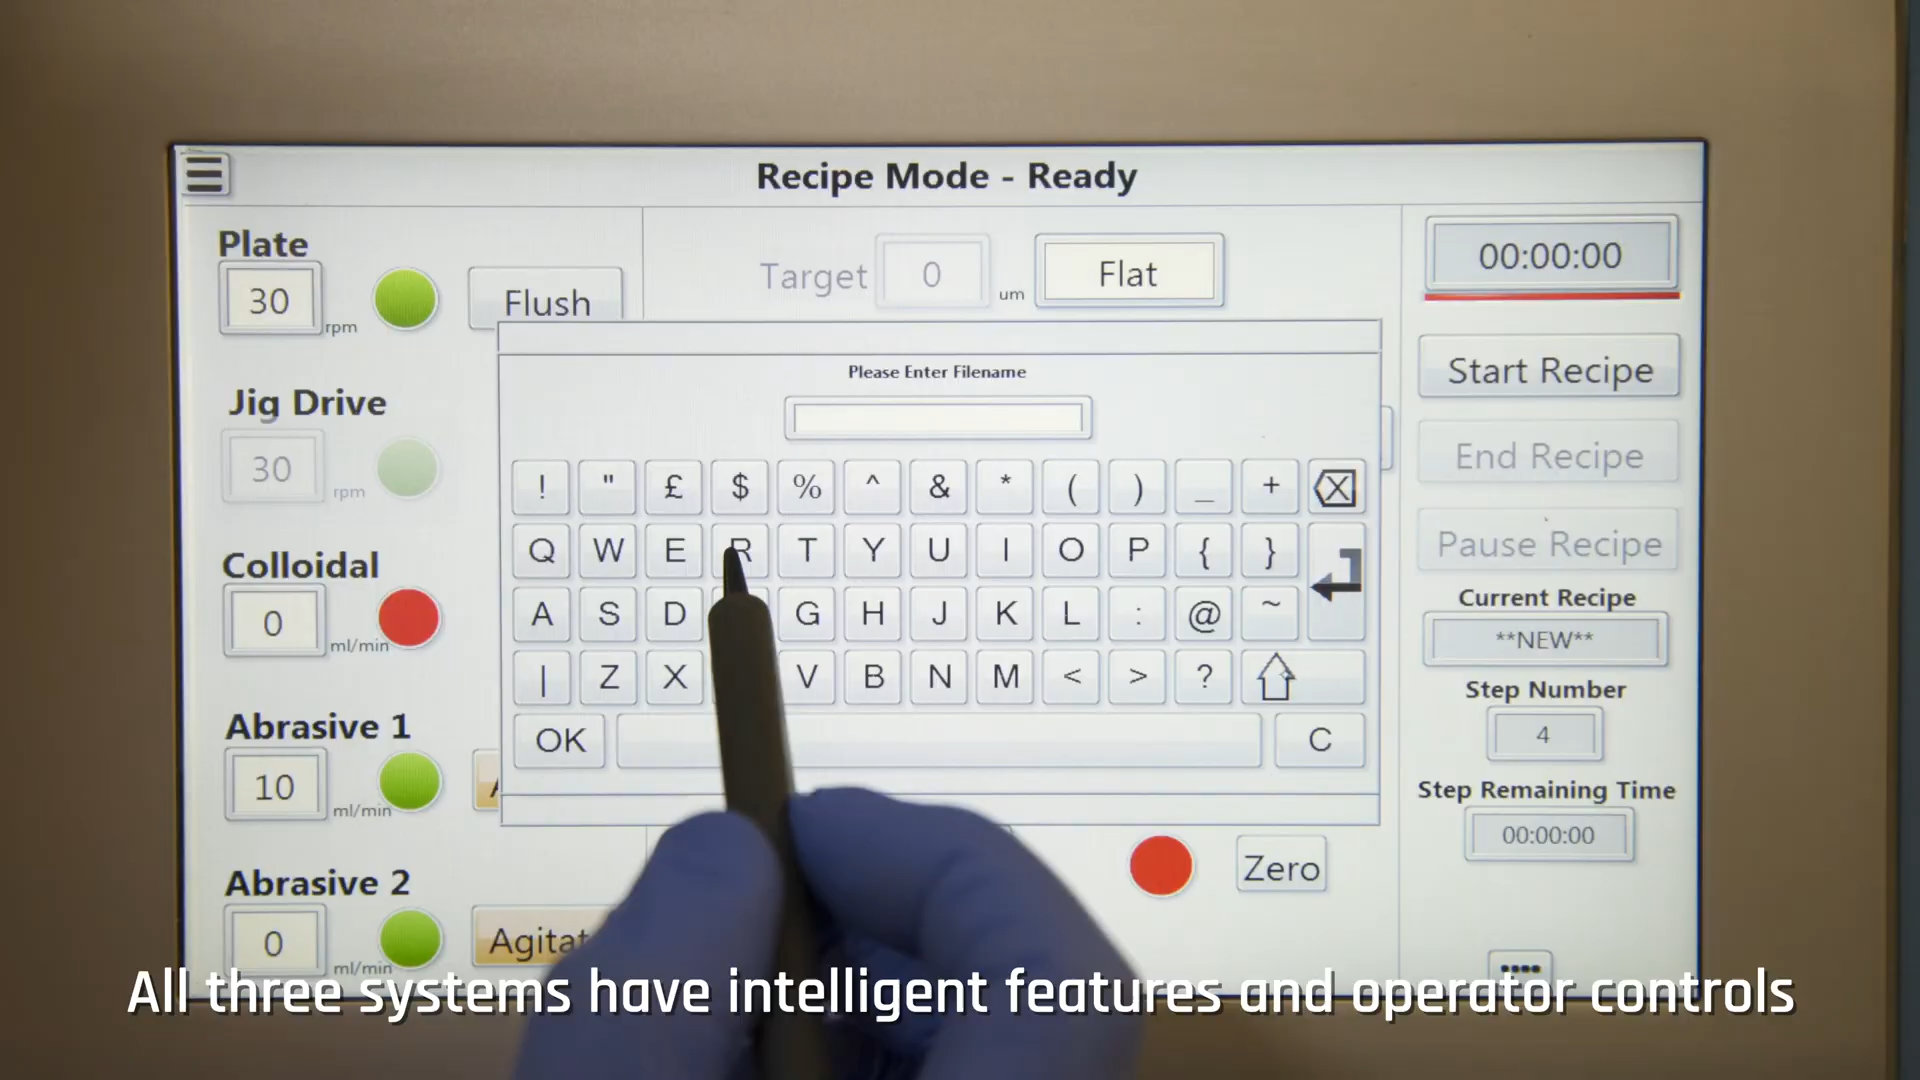 Recipe Mode - Ready
Plate
30
rpm
Flush
Target
0
um
Flat
00:00:00
Start Recipe
End Recipe
Pause Recipe
Current Recipe
**NEW**
Step Number
4
Step Remaining Time
00:00:00
Jig Drive
30
rpm
Colloidal
0
ml/min
Abrasive 1
10
ml/min
Abrasive 2
0
ml/min
Please Enter Filename
! " £ $ % ^ & * ( ) _ +
Q W E R T Y U I O P { }
A S D G H J K L : @ ~
| Z X V B N M < > ?
OK
C
Zero
All three systems have intelligent features and operator controls